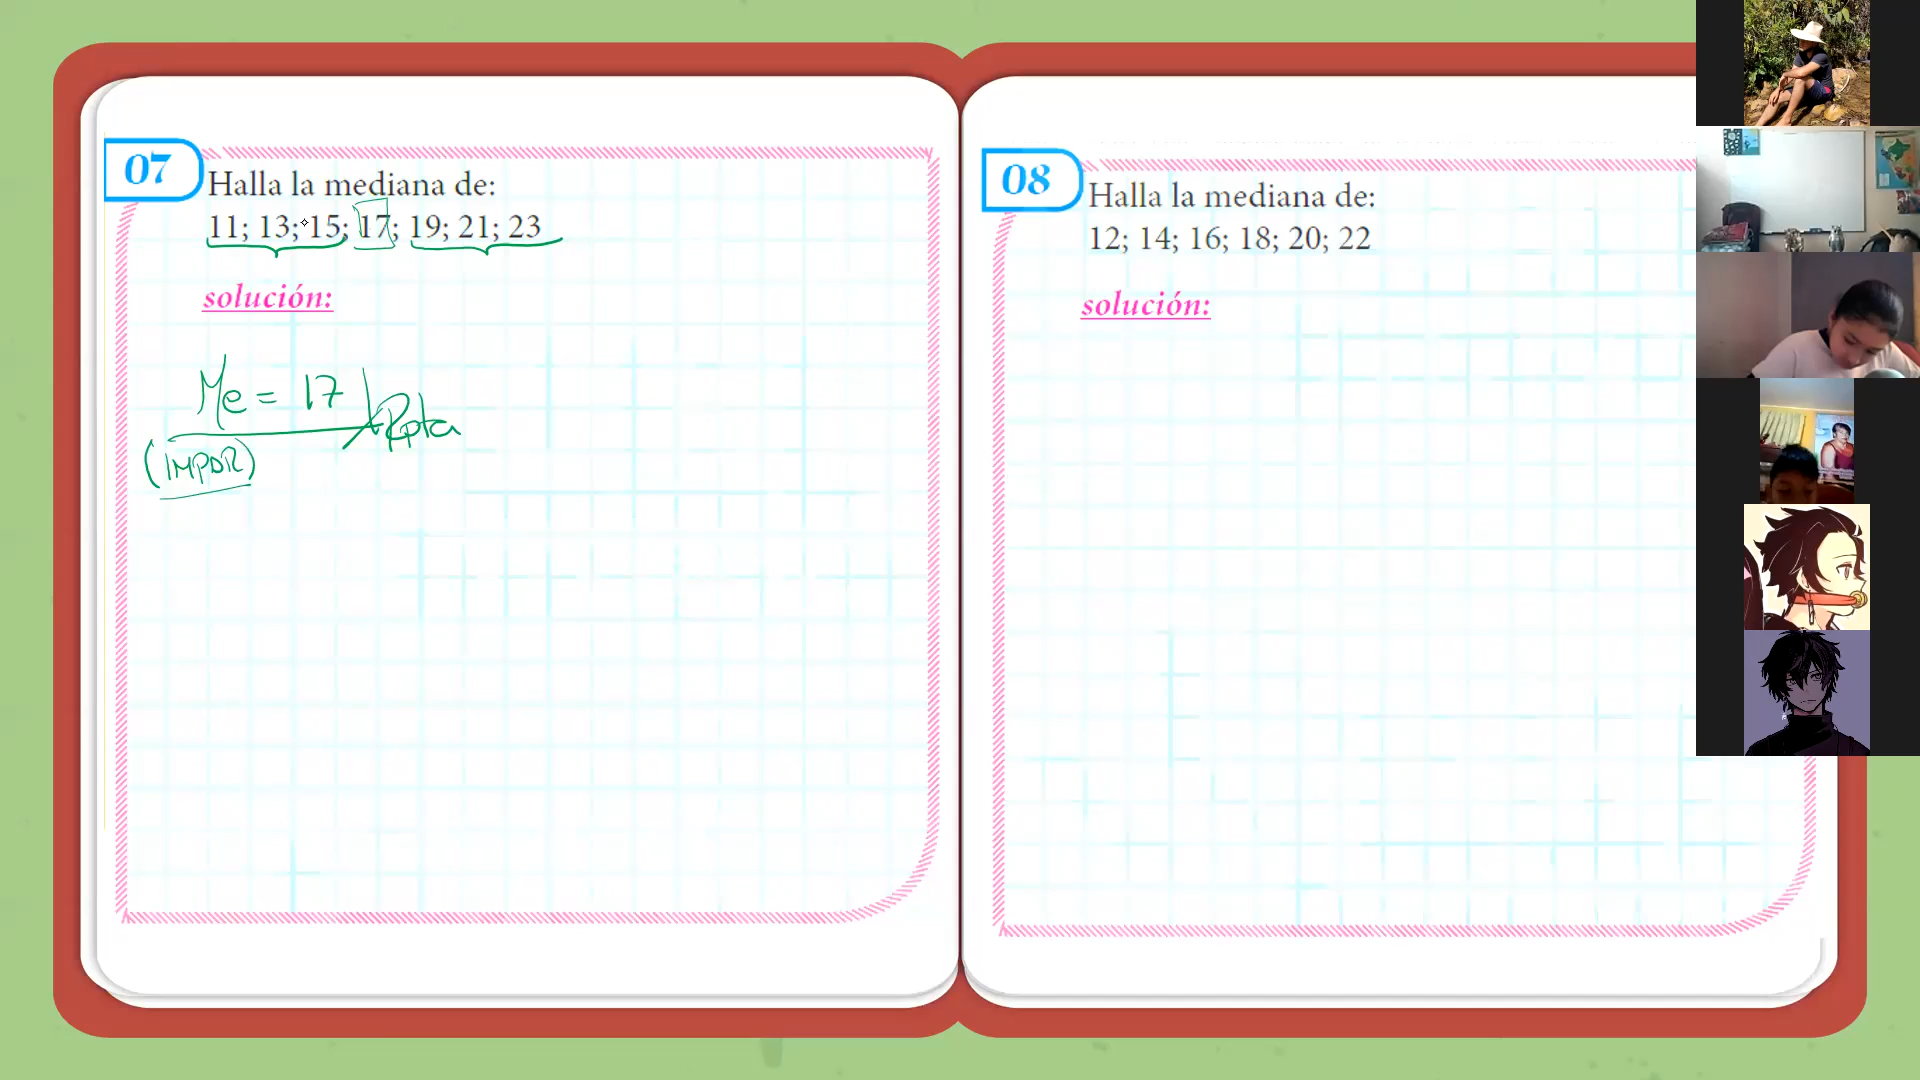 07
Halla la mediana de:
11; 13; 15; 17; 19; 21; 23
solución:
Me = 17 Rpta
(IMPAR)
08
Halla la mediana de:
12; 14; 16; 18; 20; 22
solución: